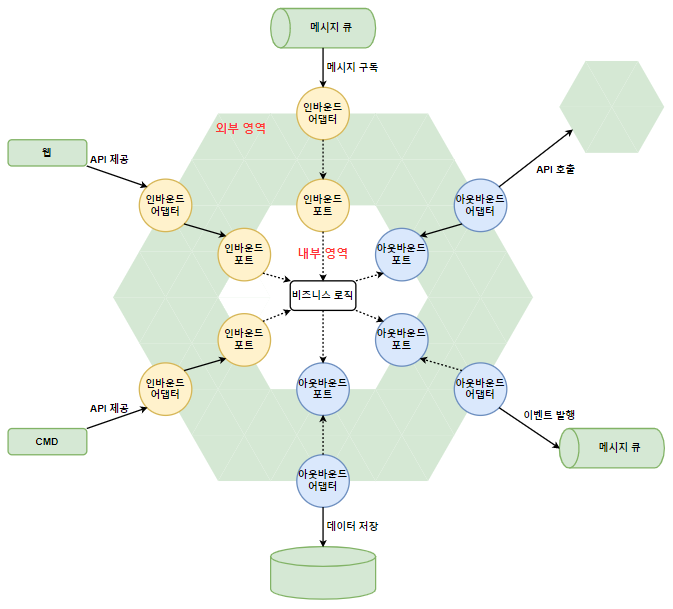 메시지 큐
메시지 구독
인바운드
어댑터
외부 영역
웹
API 제공
API 호출
인바운드
어댑터
인바운드
포트
아웃바운드
어댑터
인바운드
포트
내부 영역
아웃바운드
포트
비즈니스 로직
인바운드
포트
아웃바운드
포트
인바운드
어댑터
아웃바운드
포트
아웃바운드
어댑터
API 제공
이벤트 발행
CMD
메시지 큐
아웃바운드
어댑터
데이터 저장